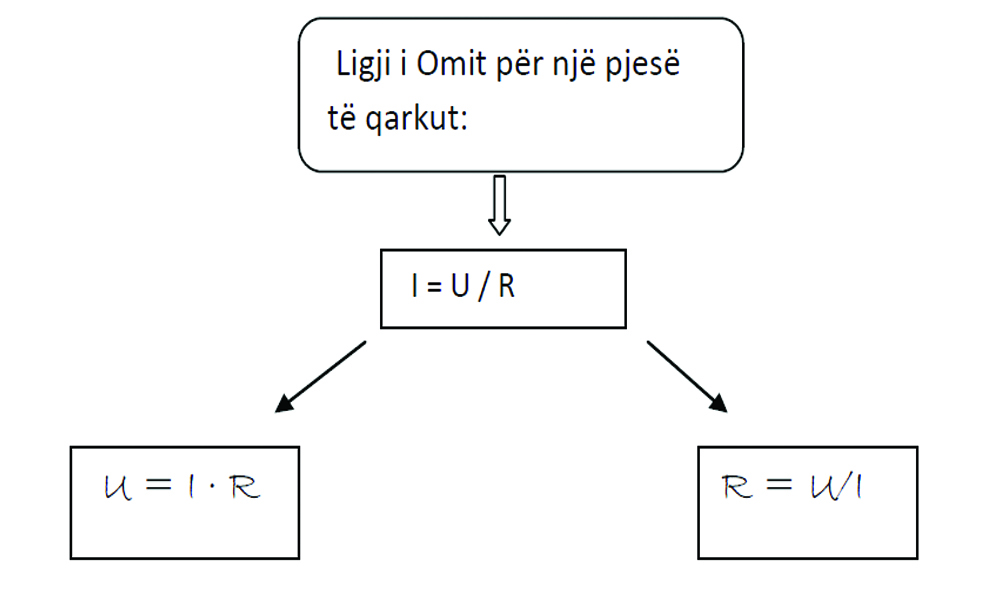 Ligji i Omit për një pjesë
të qarkut:
I = U / R
U = I · R
R = U/I